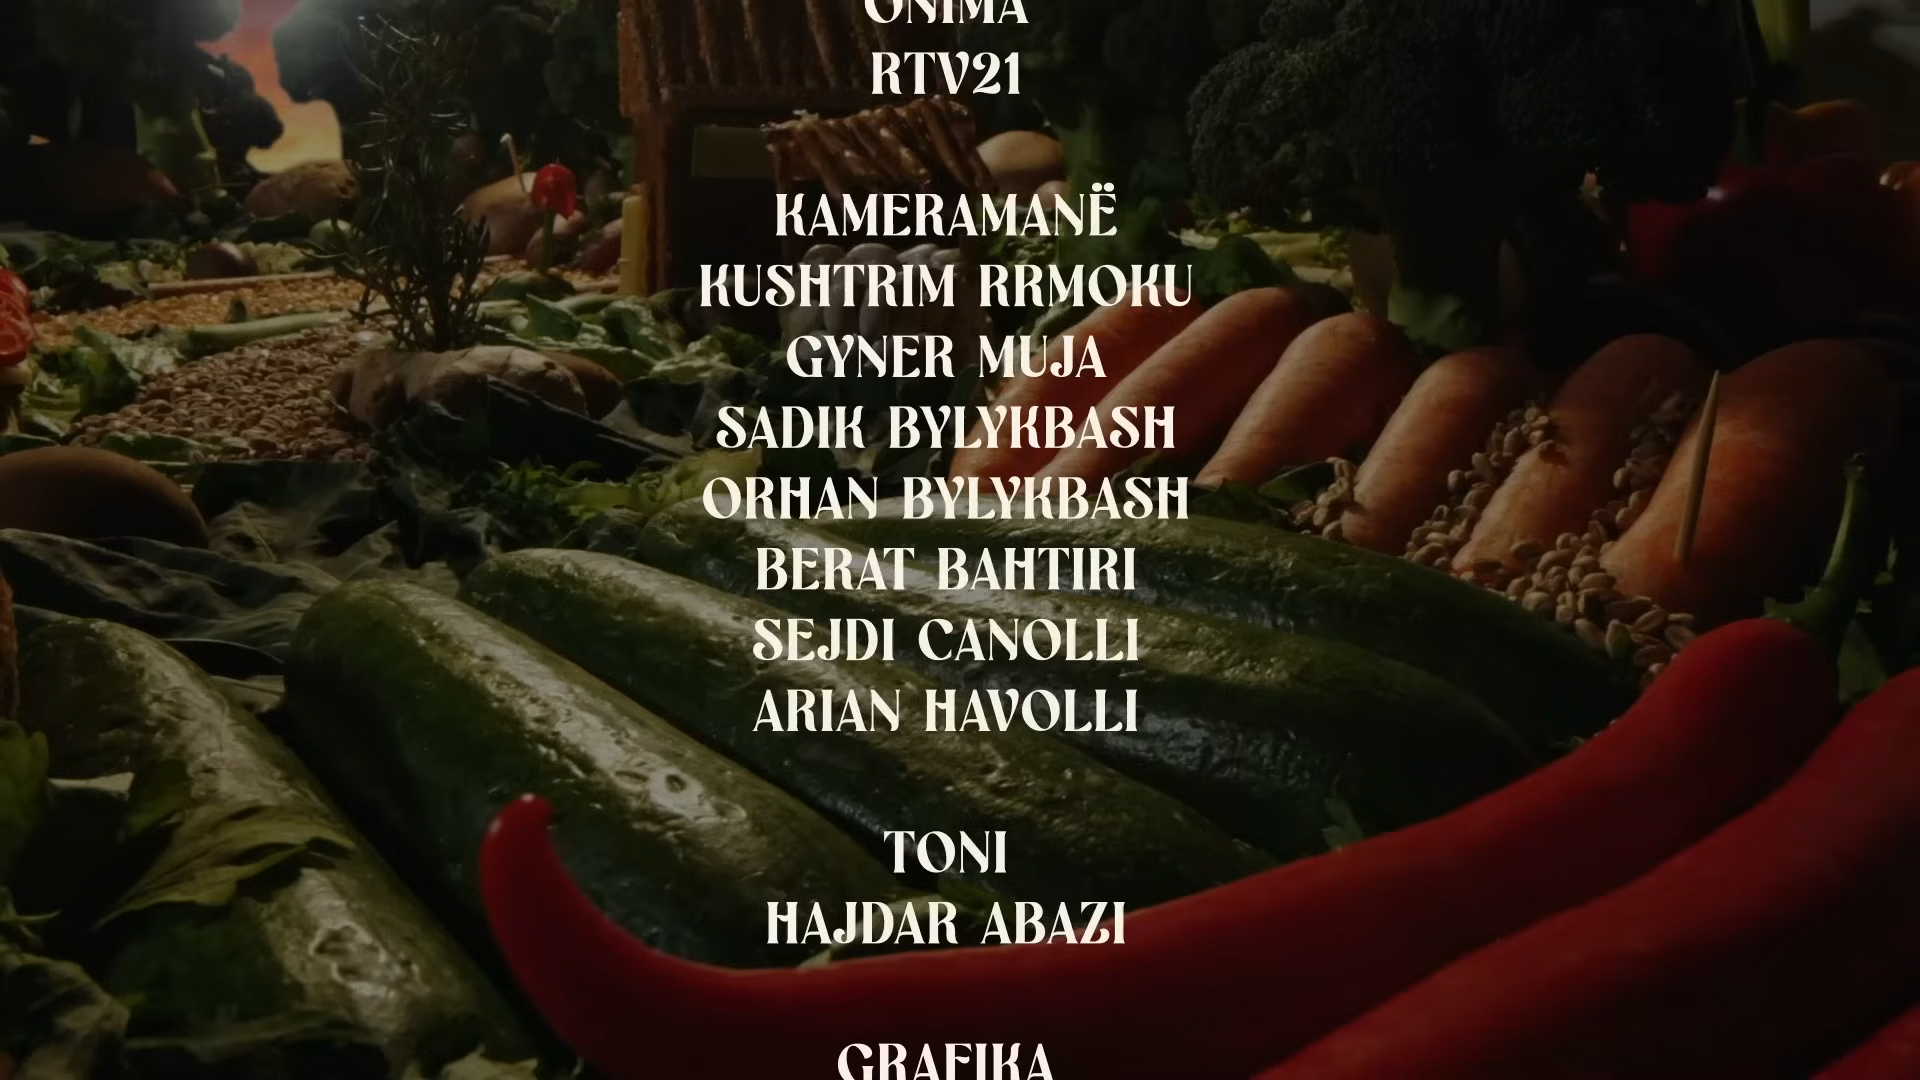 ONIMA
RTV21
KAMERAMANË
KUSHTRIM RRMOKU
GYNER MUJA
SADIK BYLYKBASH
ORHAN BYLYKBASH
BERAT BAHTIRI
SEJDI CANOLLI
ARIAN HAVOLLI
TONI
HAJDAR ABAZI
GRAFIKA